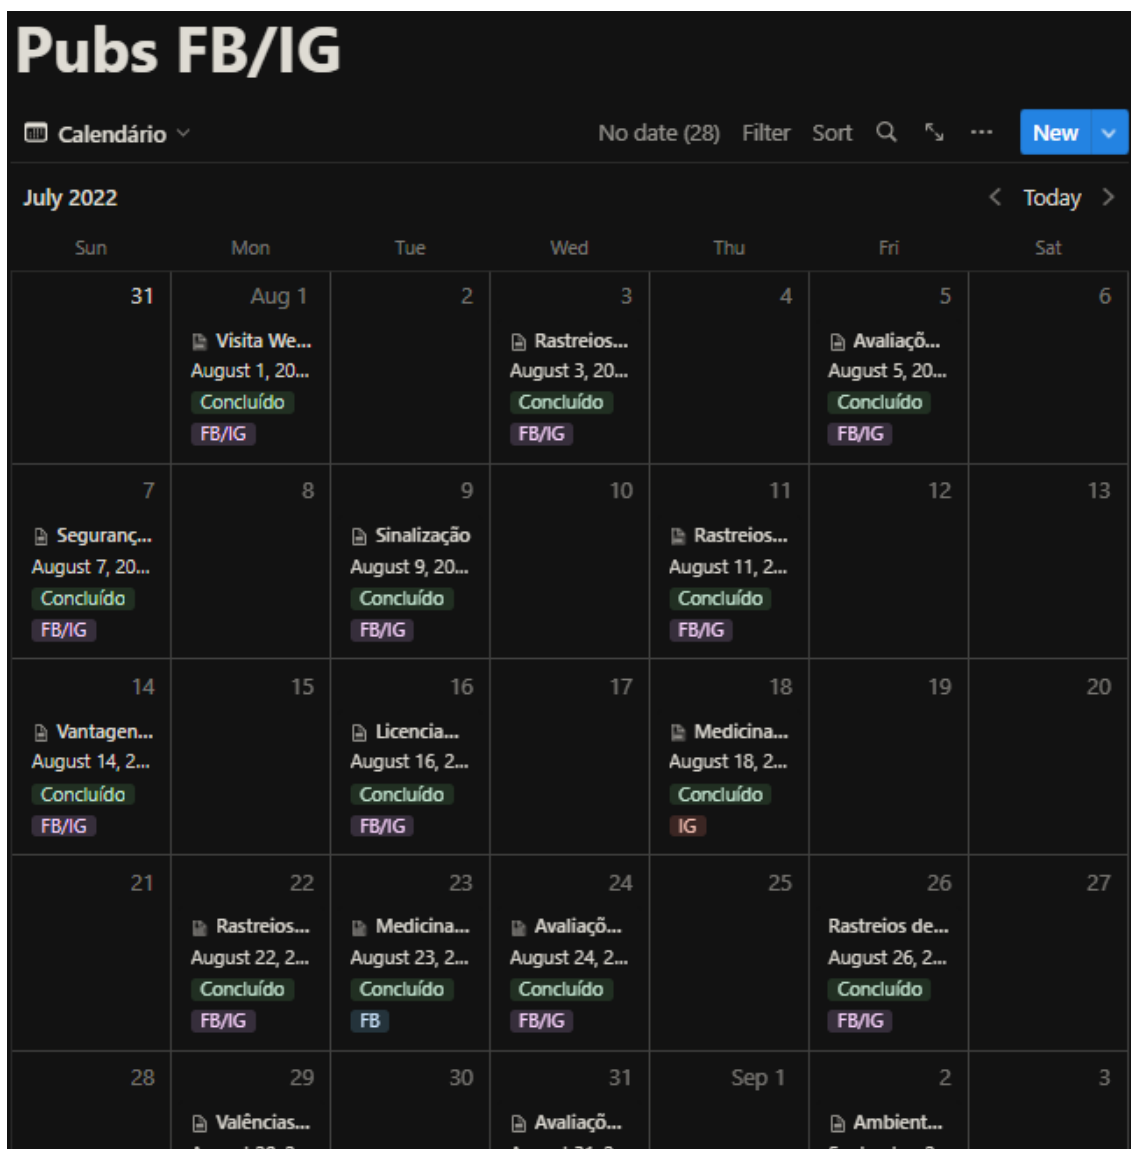 Pubs FB/IG
Calendário
No date (28) Filter Sort ... New
July 2022
Today
Sun Mon Tue Wed Thu Fri Sat
31 Aug 1 2 3 4 5 6
Visita We... Rastreios... Avaliaçõ...
August 1, 20... August 3, 20... August 5, 20...
Concluído Concluído Concluído
FB/IG FB/IG FB/IG
7 8 9 10 11 12 13
Seguranç... Sinalização Rastreios...
August 7, 20... August 9, 20... August 11, 2...
Concluído Concluído Concluído
FB/IG FB/IG FB/IG
14 15 16 17 18 19 20
Vantagen... Licencia... Medicina...
August 14, 2... August 16, 2... August 18, 2...
Concluído Concluído Concluído
FB/IG FB/IG IG
21 22 23 24 25 26 27
Rastreios... Medicina... Avaliaçõ... Rastreios de...
August 22, 2... August 23, 2... August 24, 2... August 26, 2...
Concluído Concluído Concluído Concluído
FB/IG FB FB/IG FB/IG
28 29 30 31 Sep 1 2 3
Valências... Avaliaçõ... Ambient...